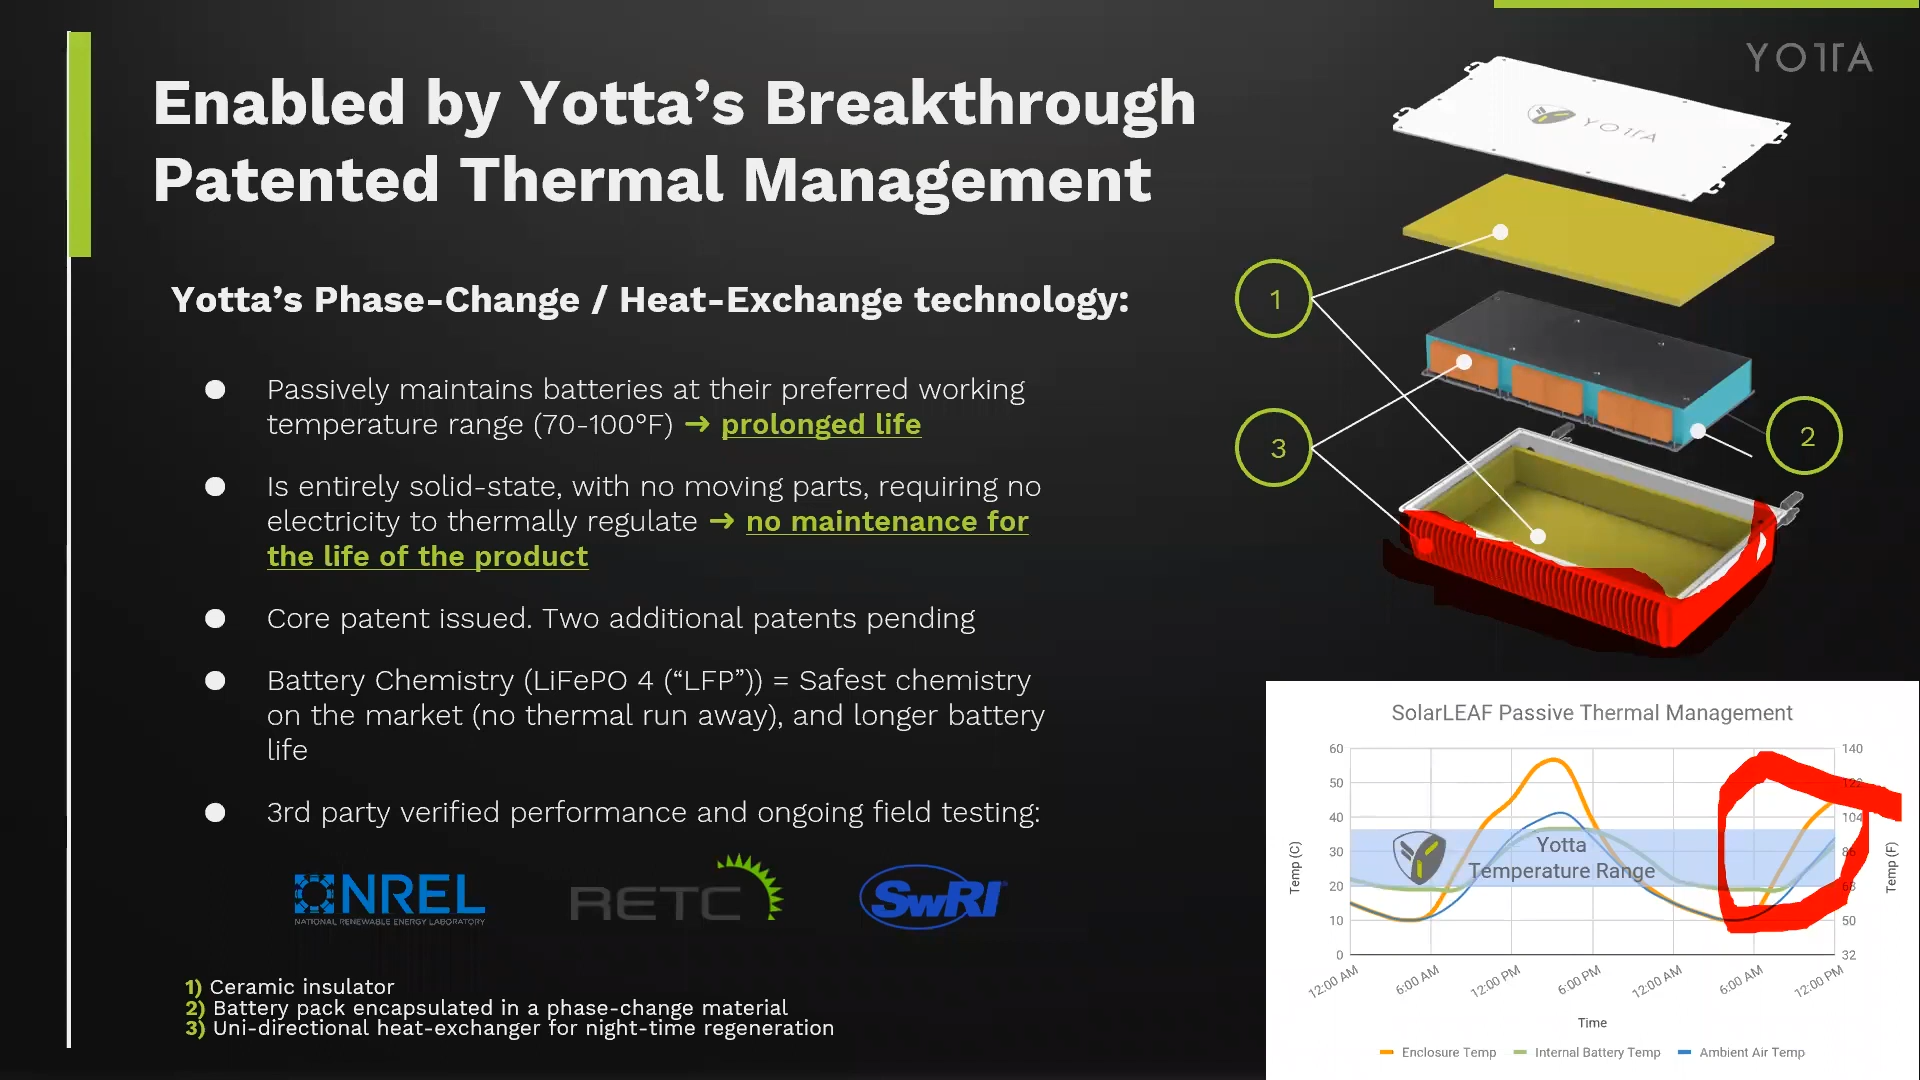 YOTTA
Enabled by Yotta’s Breakthrough
Patented Thermal Management
YOTTA
Yotta’s Phase-Change / Heat-Exchange technology:
1
3
2
● Passively maintains batteries at their preferred working
temperature range (70-100°F) → prolonged life
● Is entirely solid-state, with no moving parts, requiring no
electricity to thermally regulate → no maintenance for
the life of the product
● Core patent issued. Two additional patents pending
● Battery Chemistry (LiFePO 4 (“LFP”)) = Safest chemistry
on the market (no thermal run away), and longer battery
life
● 3rd party verified performance and ongoing field testing:
NREL
NATIONAL RENEWABLE ENERGY LABORATORY
RETC
SwRI
1) Ceramic insulator
2) Battery pack encapsulated in a phase-change material
3) Uni-directional heat-exchanger for night-time regeneration
SolarLEAF Passive Thermal Management
60
50
40
30
20
10
0
Temp (C)
140
122
104
86
68
50
32
Temp (F)
Yotta
Temperature Range
12:00 AM
6:00 AM
12:00 PM
6:00 PM
12:00 AM
6:00 AM
12:00 PM
Time
Enclosure Temp
Internal Battery Temp
Ambient Air Temp